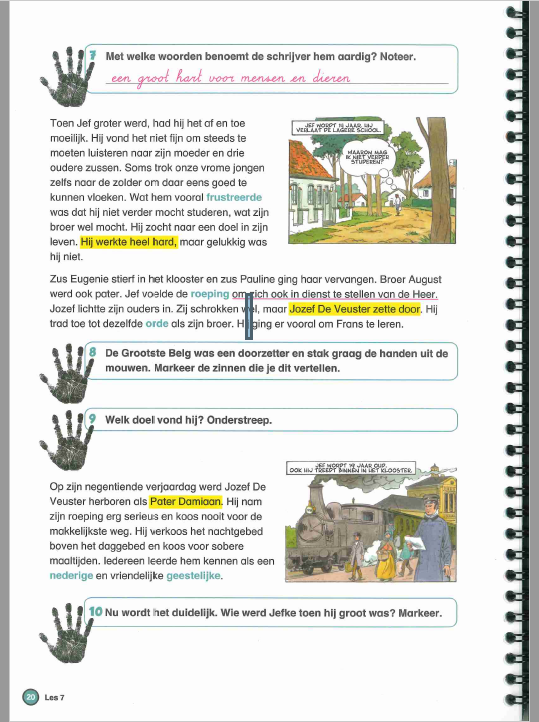 7 Met welke woorden benoemt de schrijver hem aardig? Noteer.
een groot hart voor mensen en dieren
Toen Jef groter werd, had hij het af en toe
moeilijk. Hij vond het niet fijn om steeds te
moeten luisteren naar zijn moeder en drie
oudere zussen. Soms trok onze vrome jongen
zelfs naar de zolder om daar eens goed te
kunnen vloeken. Wat hem vooral frustreerde
was dat hij niet verder mocht studeren, wat zijn
broer wel mocht. Hij zocht naar een doel in zijn
leven. Hij werkte heel hard, maar gelukkig was
hij niet.
JEF WORDT 13 JAAR. HIJ
VERLAAT DE LAGERE SCHOOL.
WAAROM MAG
IK NIET VERDER
STUDEREN?
Zus Eugenie stierf in het klooster en zus Pauline ging haar vervangen. Broer August
werd ook pater. Jef voelde de roeping om zich ook in dienst te stellen van de Heer.
Jozef lichtte zijn ouders in. Zij schrokken wel, maar Jozef De Veuster zette door. Hij
trad toe tot dezelfde orde als zijn broer. Hij ging er vooral om Frans te leren.
8 De Grootste Belg was een doorzetter en stak graag de handen uit de
mouwen. Markeer de zinnen die je dit vertellen.
9 Welk doel vond hij? Onderstreep.
Op zijn negentiende verjaardag werd Jozef De
Veuster herboren als Pater Damiaan. Hij nam
zijn roeping erg serieus en koos nooit voor de
makkelijkste weg. Hij verkoos het nachtgebed
boven het daggebed en koos voor sobere
maaltijden. Iedereen leerde hem kennen als een
nederige en vriendelijke geestelijke.
JEF WORDT 19 JAAR OUD.
OOK HIJ TREEDT BINNEN IN HET KLOOSTER.
10 Nu wordt het duidelijk. Wie werd Jefke toen hij groot was? Markeer.
20 Les 7